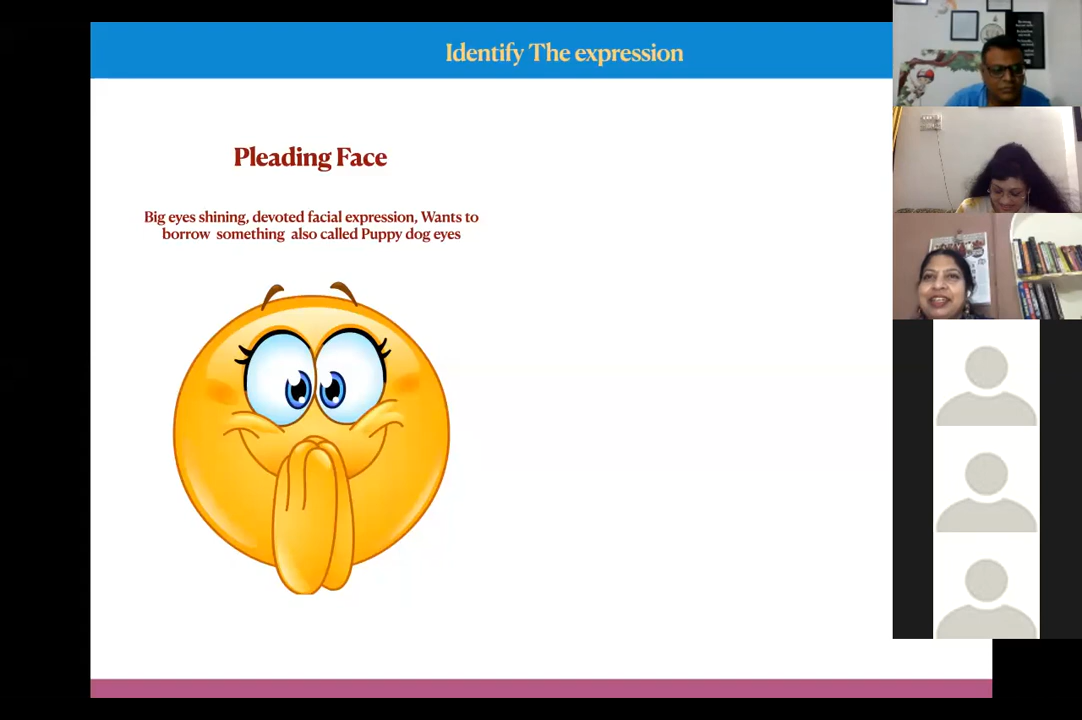 Identify The expression
Pleading Face
Big eyes shining, devoted facial expression, Wants to
borrow something also called Puppy dog eyes